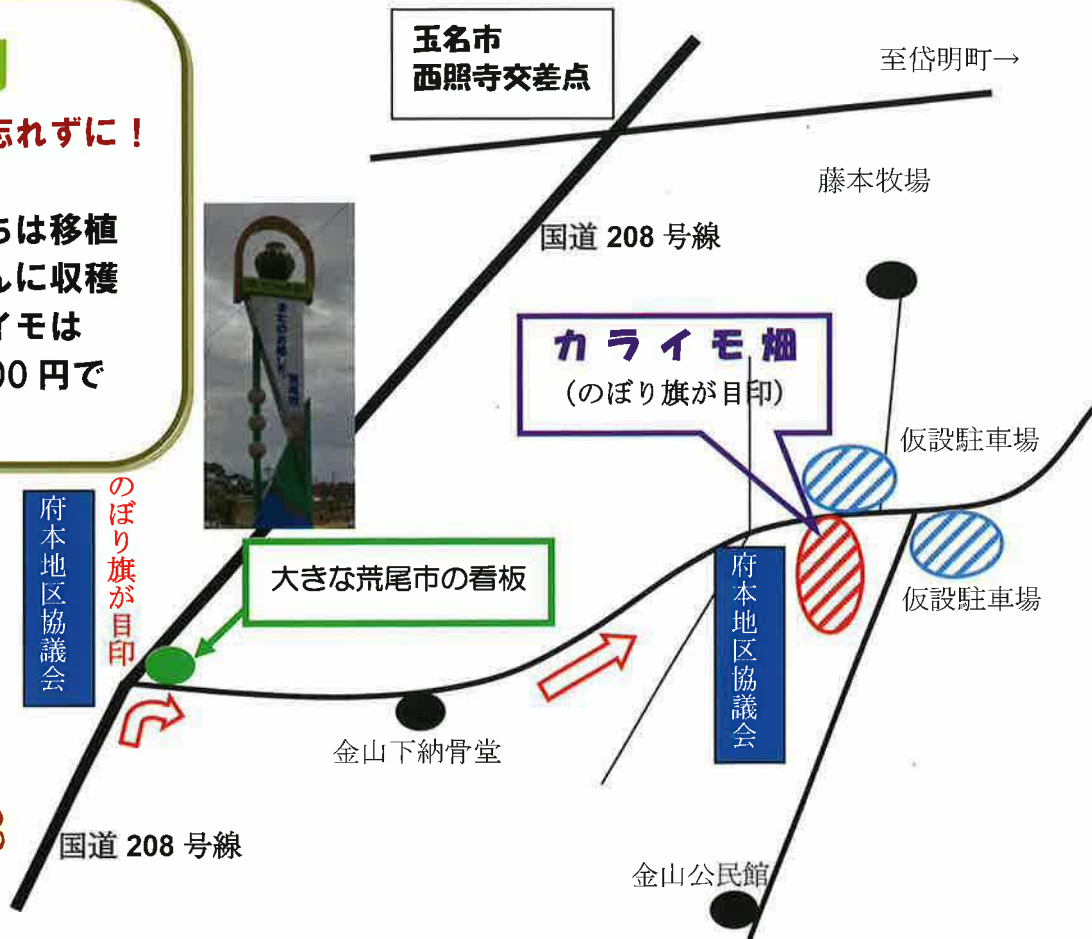 忘れずに！
ちは移植
んに収穫
イモは
00 円で
玉名市
西照寺交差点
至岱明町→
藤本牧場
国道 208 号線
カライモ畑
（のぼり旗が目印）
仮設駐車場
仮設駐車場
府本地区協議会
のぼり旗が目印
大きな荒尾市の看板
府本地区協議会
金山下納骨堂
国道 208 号線
金山公民館